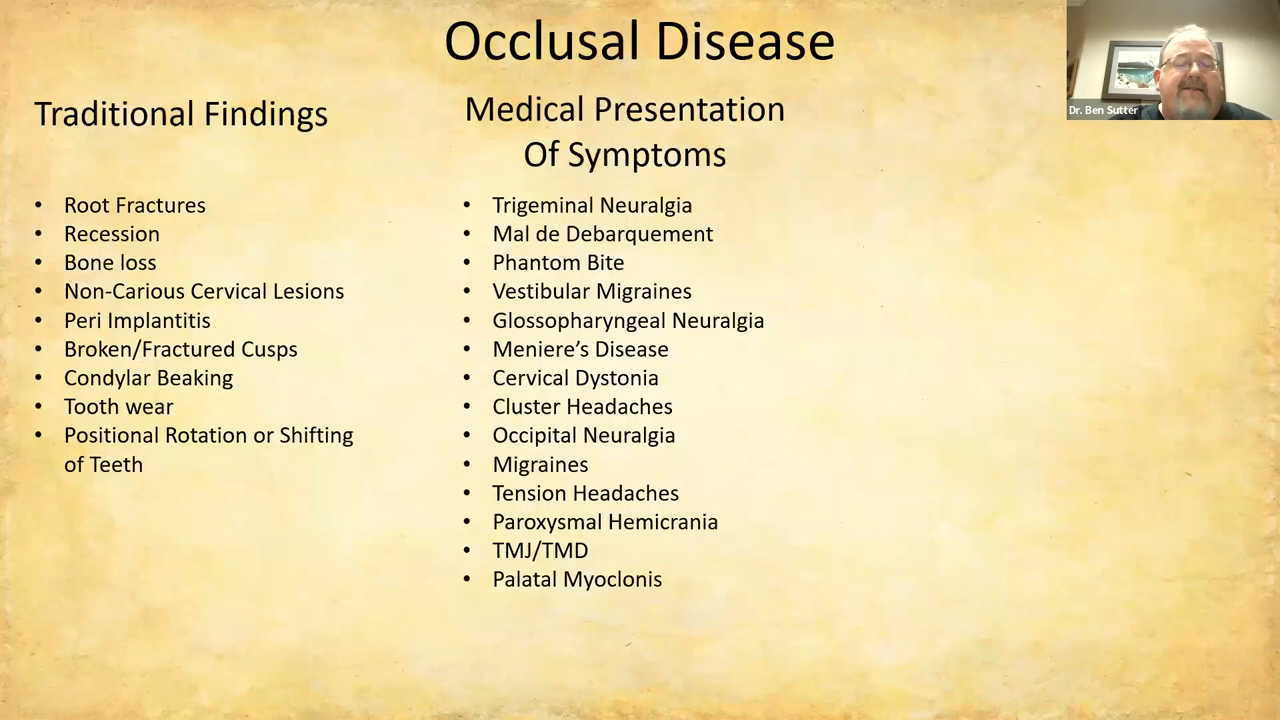 Occlusal Disease
Dr. Ben Sutter
Traditional Findings
• Root Fractures
• Recession
• Bone loss
• Non-Carious Cervical Lesions
• Peri Implantitis
• Broken/Fractured Cusps
• Condylar Beaking
• Tooth wear
• Positional Rotation or Shifting
of Teeth
Medical Presentation
Of Symptoms
• Trigeminal Neuralgia
• Mal de Debarquement
• Phantom Bite
• Vestibular Migraines
• Glossopharyngeal Neuralgia
• Meniere’s Disease
• Cervical Dystonia
• Cluster Headaches
• Occipital Neuralgia
• Migraines
• Tension Headaches
• Paroxysmal Hemicrania
• TMJ/TMD
• Palatal Myoclonis